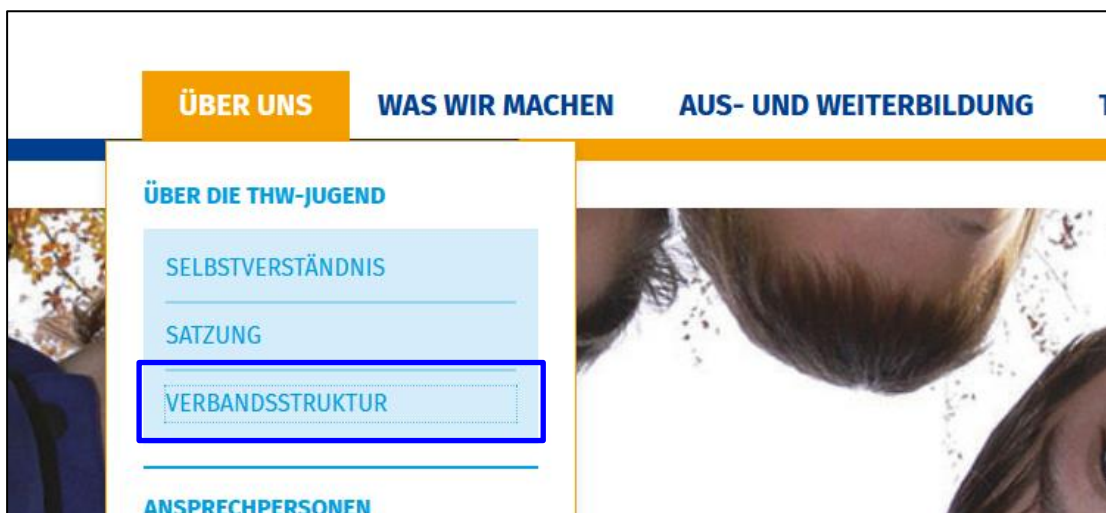 ÜBER UNS WAS WIR MACHEN AUS- UND WEITERBILDUNG
ÜBER DIE THW-JUGEND
SELBSTVERSTÄNDNIS
SATZUNG
VERBANDSSTRUKTUR
ANSPRECHPERSONEN